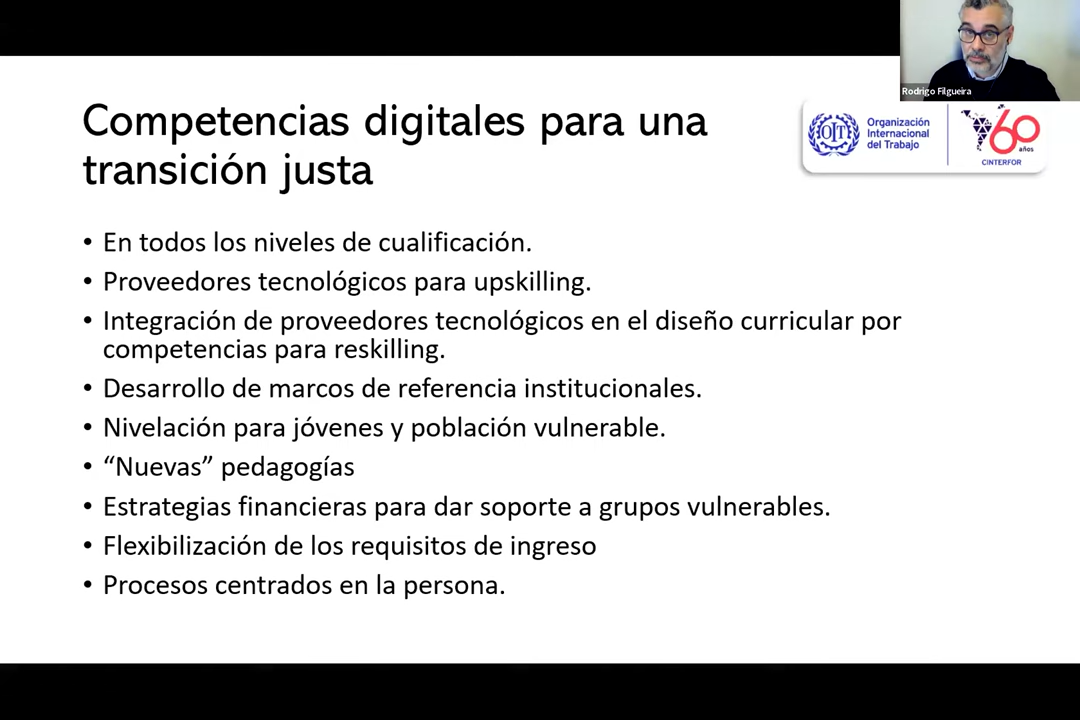 Rodrigo Filgueira
Competencias digitales para una
transición justa
OIT
Organización
Internacional
del Trabajo
60
años
CINTERFOR
• En todos los niveles de cualificación.
• Proveedores tecnológicos para upskilling.
• Integración de proveedores tecnológicos en el diseño curricular por
competencias para reskilling.
• Desarrollo de marcos de referencia institucionales.
• Nivelación para jóvenes y población vulnerable.
• “Nuevas” pedagogías
• Estrategias financieras para dar soporte a grupos vulnerables.
• Flexibilización de los requisitos de ingreso
• Procesos centrados en la persona.